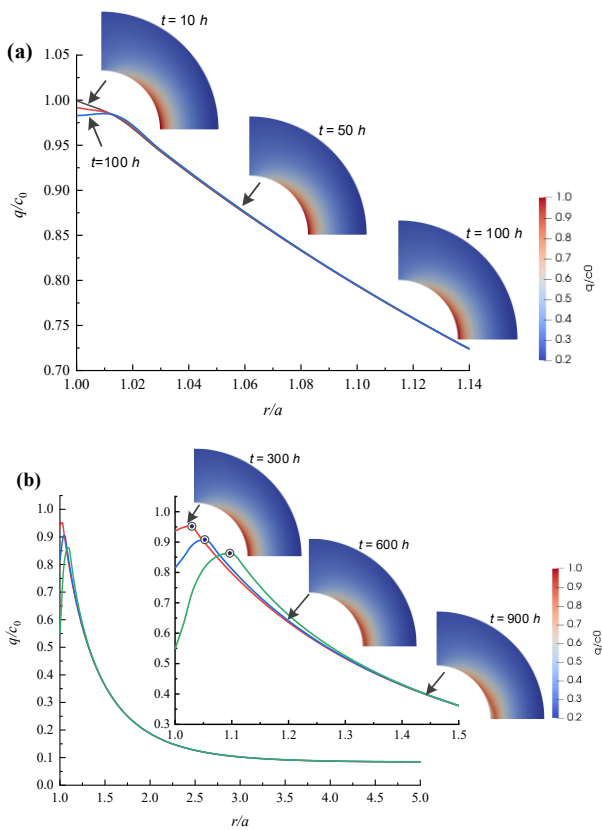 (a)
t = 10 h
t = 50 h
t = 100 h
t=100 h
q/c0
1.05
1.00
0.95
0.90
0.85
0.80
0.75
0.70
1.00 1.02 1.04 1.06 1.08 1.10 1.12 1.14
r/a
1.0
0.9
0.8
0.7
0.6
0.5
0.4
0.3
0.2
q/c0
(b)
t = 300 h
t = 600 h
t = 900 h
q/c0
1.0
0.9
0.8
0.7
0.6
0.5
0.4
0.3
0.2
0.1
0.0
1.0 1.5 2.0 2.5 3.0 3.5 4.0 4.5 5.0
r/a
1.0
0.9
0.8
0.7
0.6
0.5
0.4
0.3
1.0 1.1 1.2 1.3 1.4 1.5
1.0
0.9
0.8
0.7
0.6
0.5
0.4
0.3
0.2
q/c0